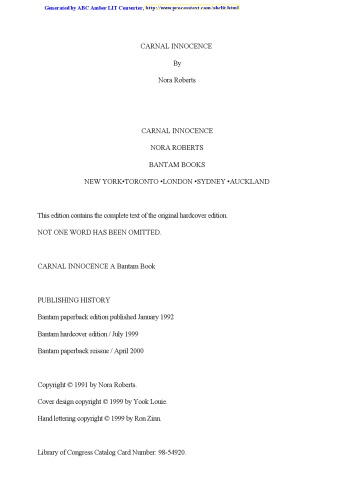 Generated by ABC Amber LIT Converter, http://www.processtext.com/abclit.html
CARNAL INNOCENCE
By
Nora Roberts
CARNAL INNOCENCE
NORA ROBERTS
BANTAM BOOKS
NEW YORK•TORONTO •LONDON •SYDNEY •AUCKLAND
This edition contains the complete text of the original hardcover edition.
NOT ONE WORD HAS BEEN OMITTED.
CARNAL INNOCENCE A Bantam Book
PUBLISHING HISTORY
Bantam paperback edition published January 1992
Bantam hardcover edition / July 1999
Bantam paperback reissue / April 2000
Copyright © 1991 by Nora Roberts.
Cover design copyright © 1999 by Yook Louie.
Hand lettering copyright © 1999 by Ron Zinn.
Library of Congress Catalog Card Number: 98-54920.